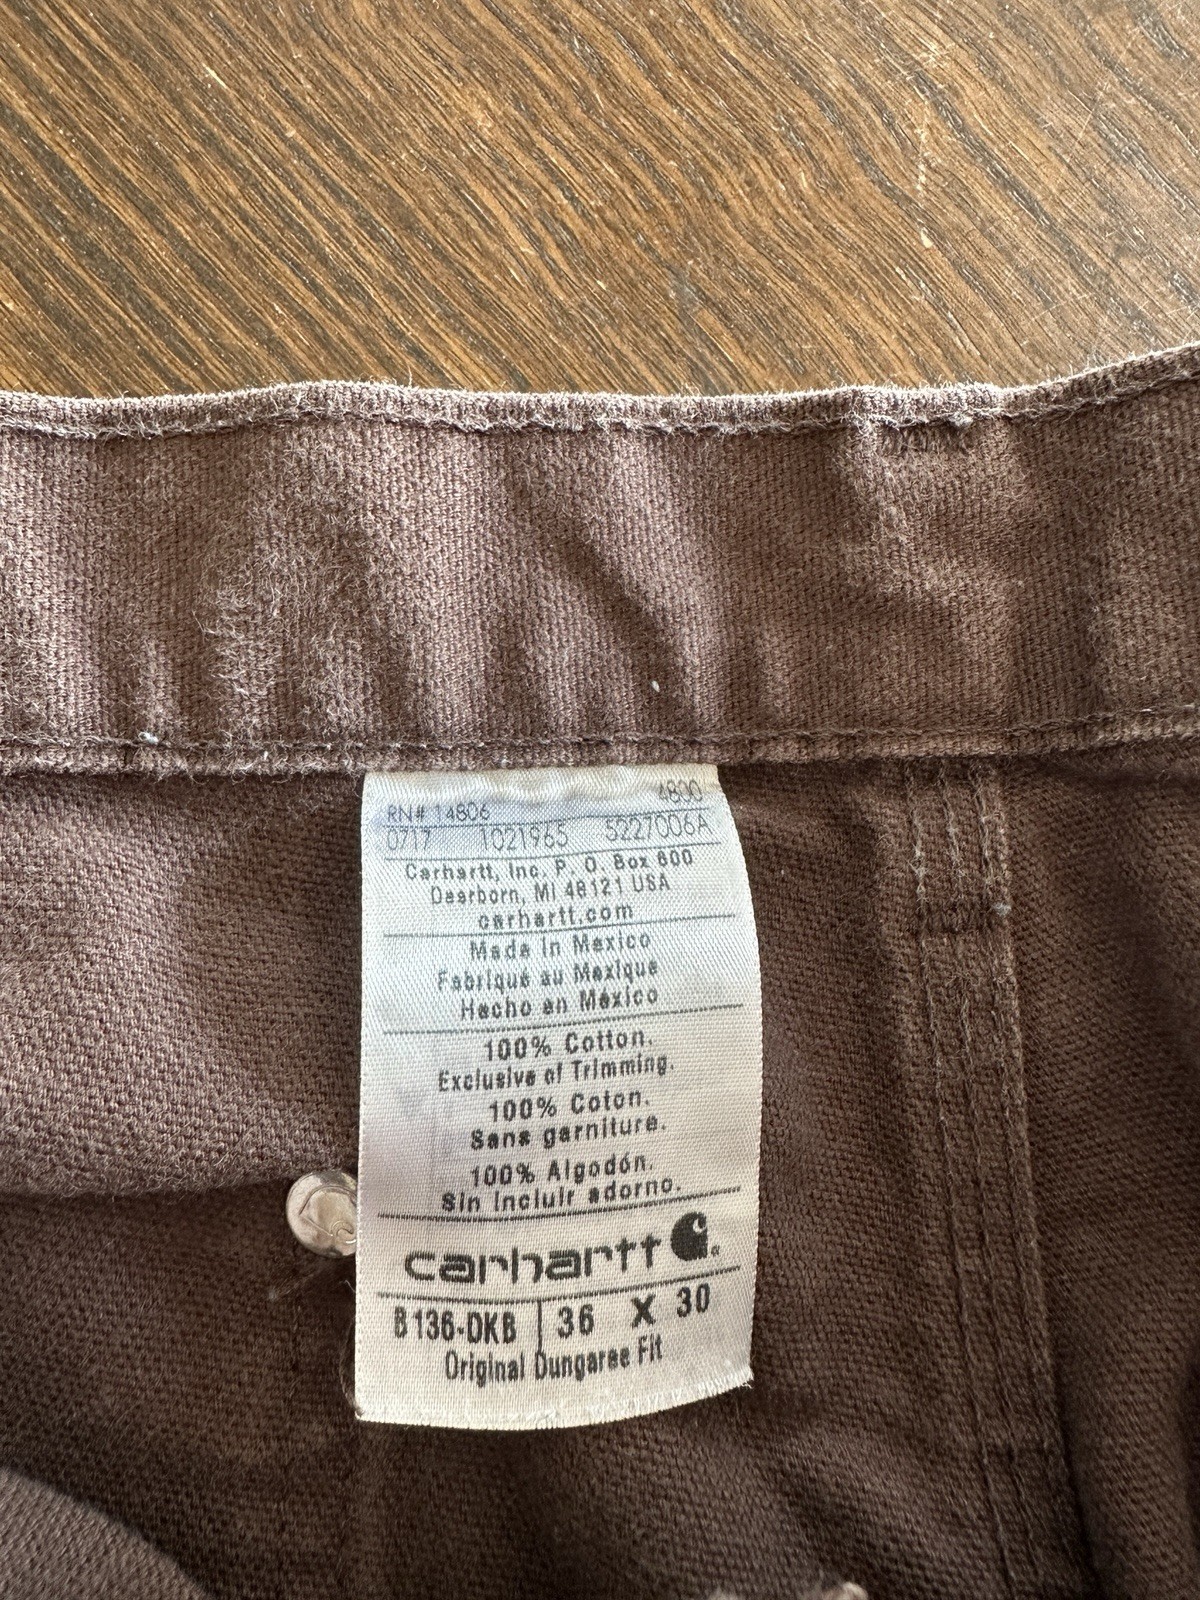 RN# 14806 4800
0717 1021965 5227006A
Carhartt, Inc. P. O. Box 600
Dearborn, MI 48121 USA
carhartt.com
Made in Mexico
Fabriqué au Mexique
Hecho en México
100% Cotton.
Exclusive of Trimming.
100% Coton.
Sans garniture.
100% Algodón.
Sin incluir adorno.
carhartt
B136-DKB 36 X 30
Original Dungaree Fit